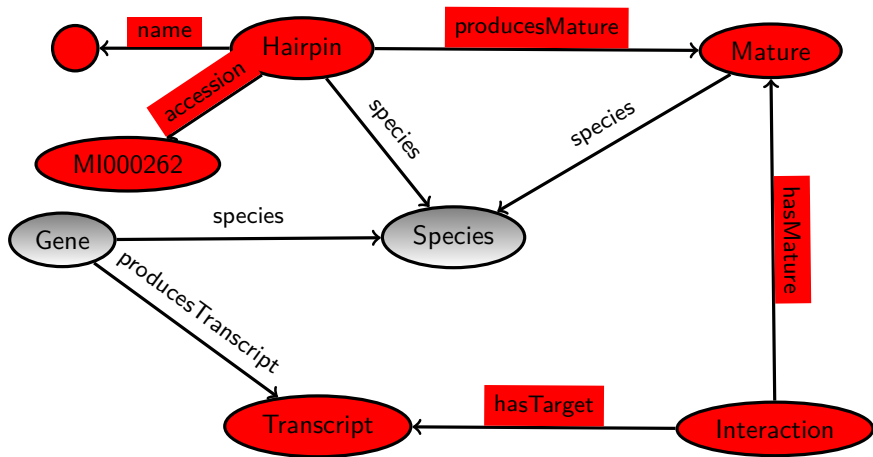 name
Hairpin
producesMature
Mature
accession
species
species
MI000262
hasMature
Gene
species
Species
producesTranscript
Transcript
hasTarget
Interaction